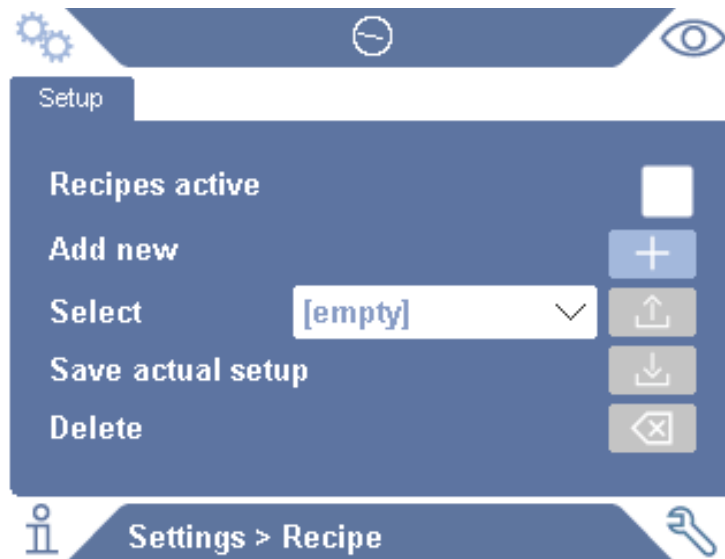 Setup
Recipes active
Add new
Select [empty]
Save actual setup
Delete
Settings > Recipe